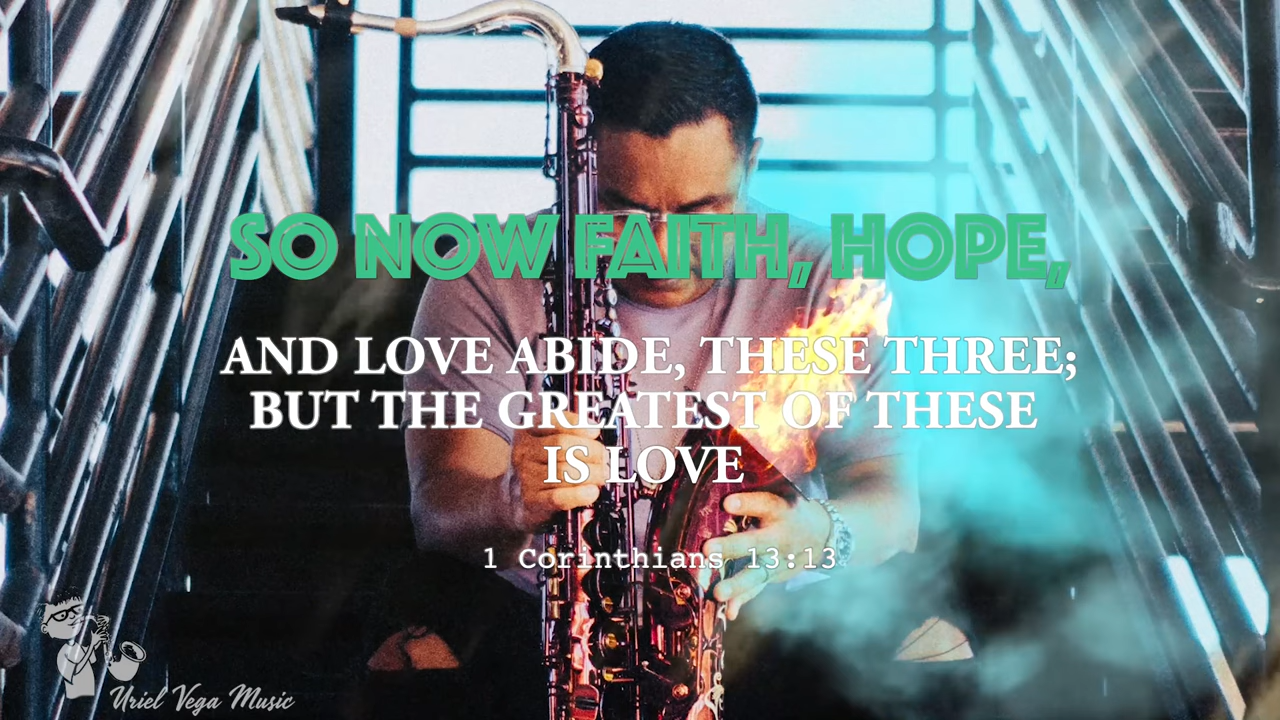 SO NOW FAITH, HOPE,
AND LOVE ABIDE, THESE THREE;
BUT THE GREATEST OF THESE
IS LOVE
1 Corinthians 13:13
Uriel Vega Music